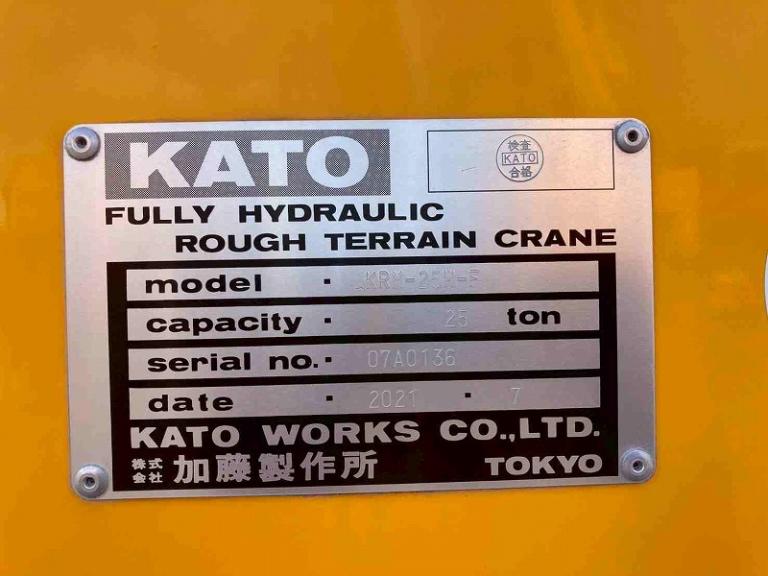 KATO
検査
KATO
合格
FULLY HYDRAULIC
ROUGH TERRAIN CRANE
model ·
capacity · 25 ton
serial no. · 07A0136
date · 2021 · 7
KATO WORKS CO.,LTD.
株式会社 加藤製作所 TOKYO